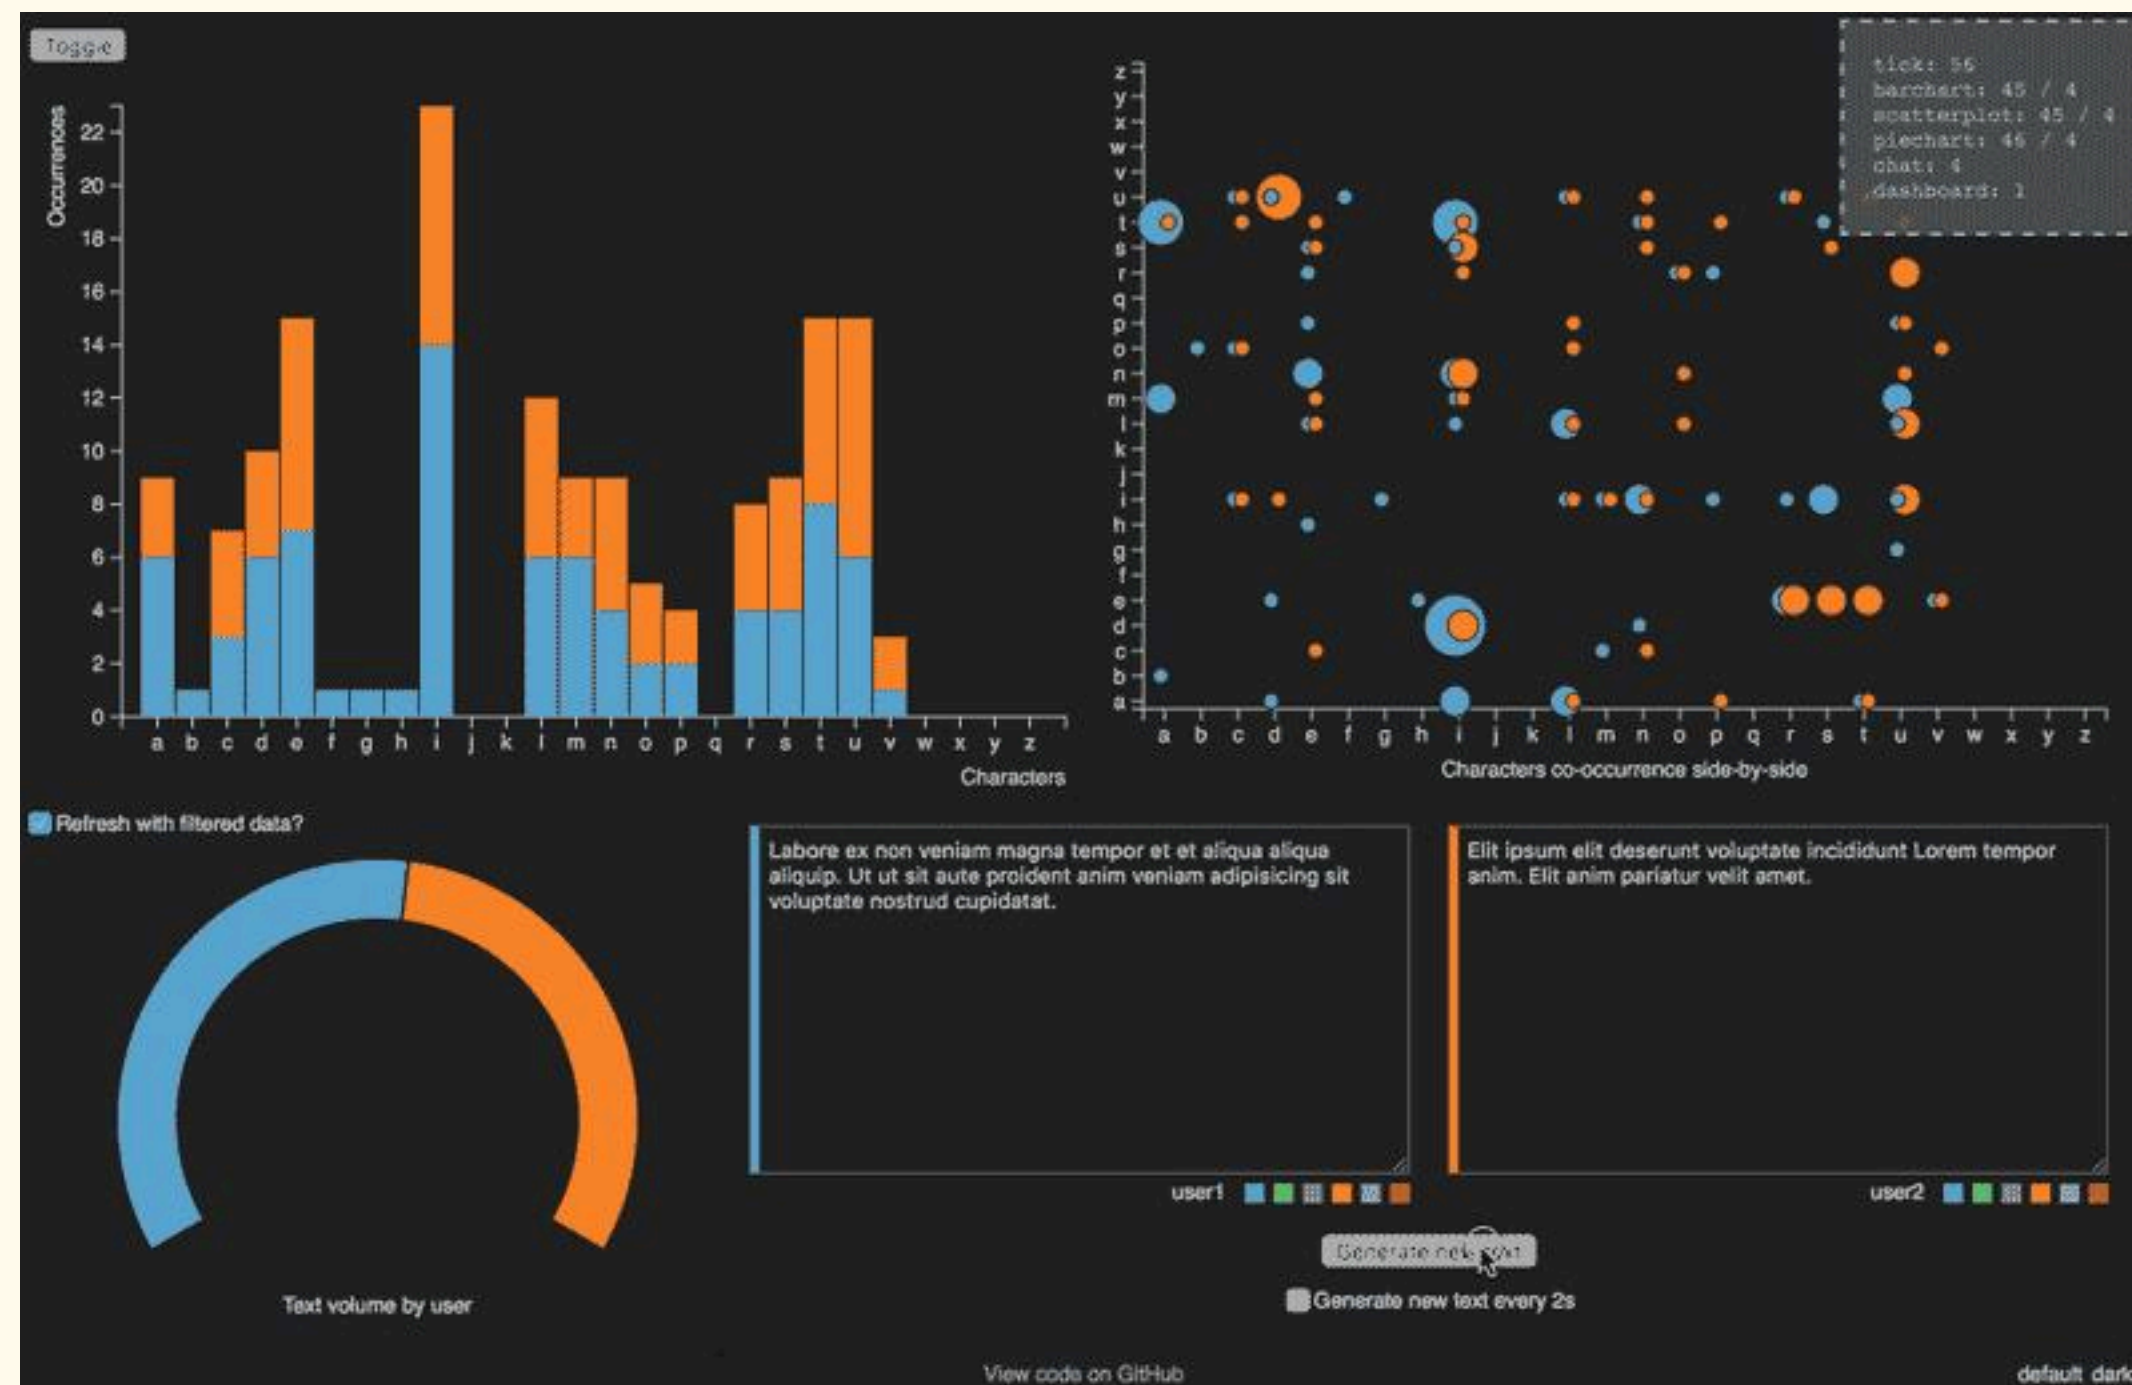 Toggle
Occurrences
22
20
18
16
14
12
10
8
6
4
2
0
a b c d e f g h i j k l m n o p q r s t u v w x y z
Characters
z
y
x
w
v
u
t
s
r
q
p
o
n
m
l
k
j
i
h
g
f
e
d
c
b
a
a b c d e f g h i j k l m n o p q r s t u v w x y z
Characters co-occurrence side-by-side
tick: 56
barchart: 45 / 4
scatterplot: 45 / 4
piechart: 46 / 4
chat: 4
dashboard: 1
Refresh with filtered data?
Text volume by user
Labore ex non veniam magna tempor et et aliqua aliqua
aliquip. Ut ut sit aute proident anim veniam adipisicing sit
voluptate nostrud cupidatat.
user1
Elit ipsum elit deserunt voluptate incididunt Lorem tempor
anim. Elit anim pariatur velit amet.
user2
Generate new text
Generate new text every 2s
View code on GitHub
default dark